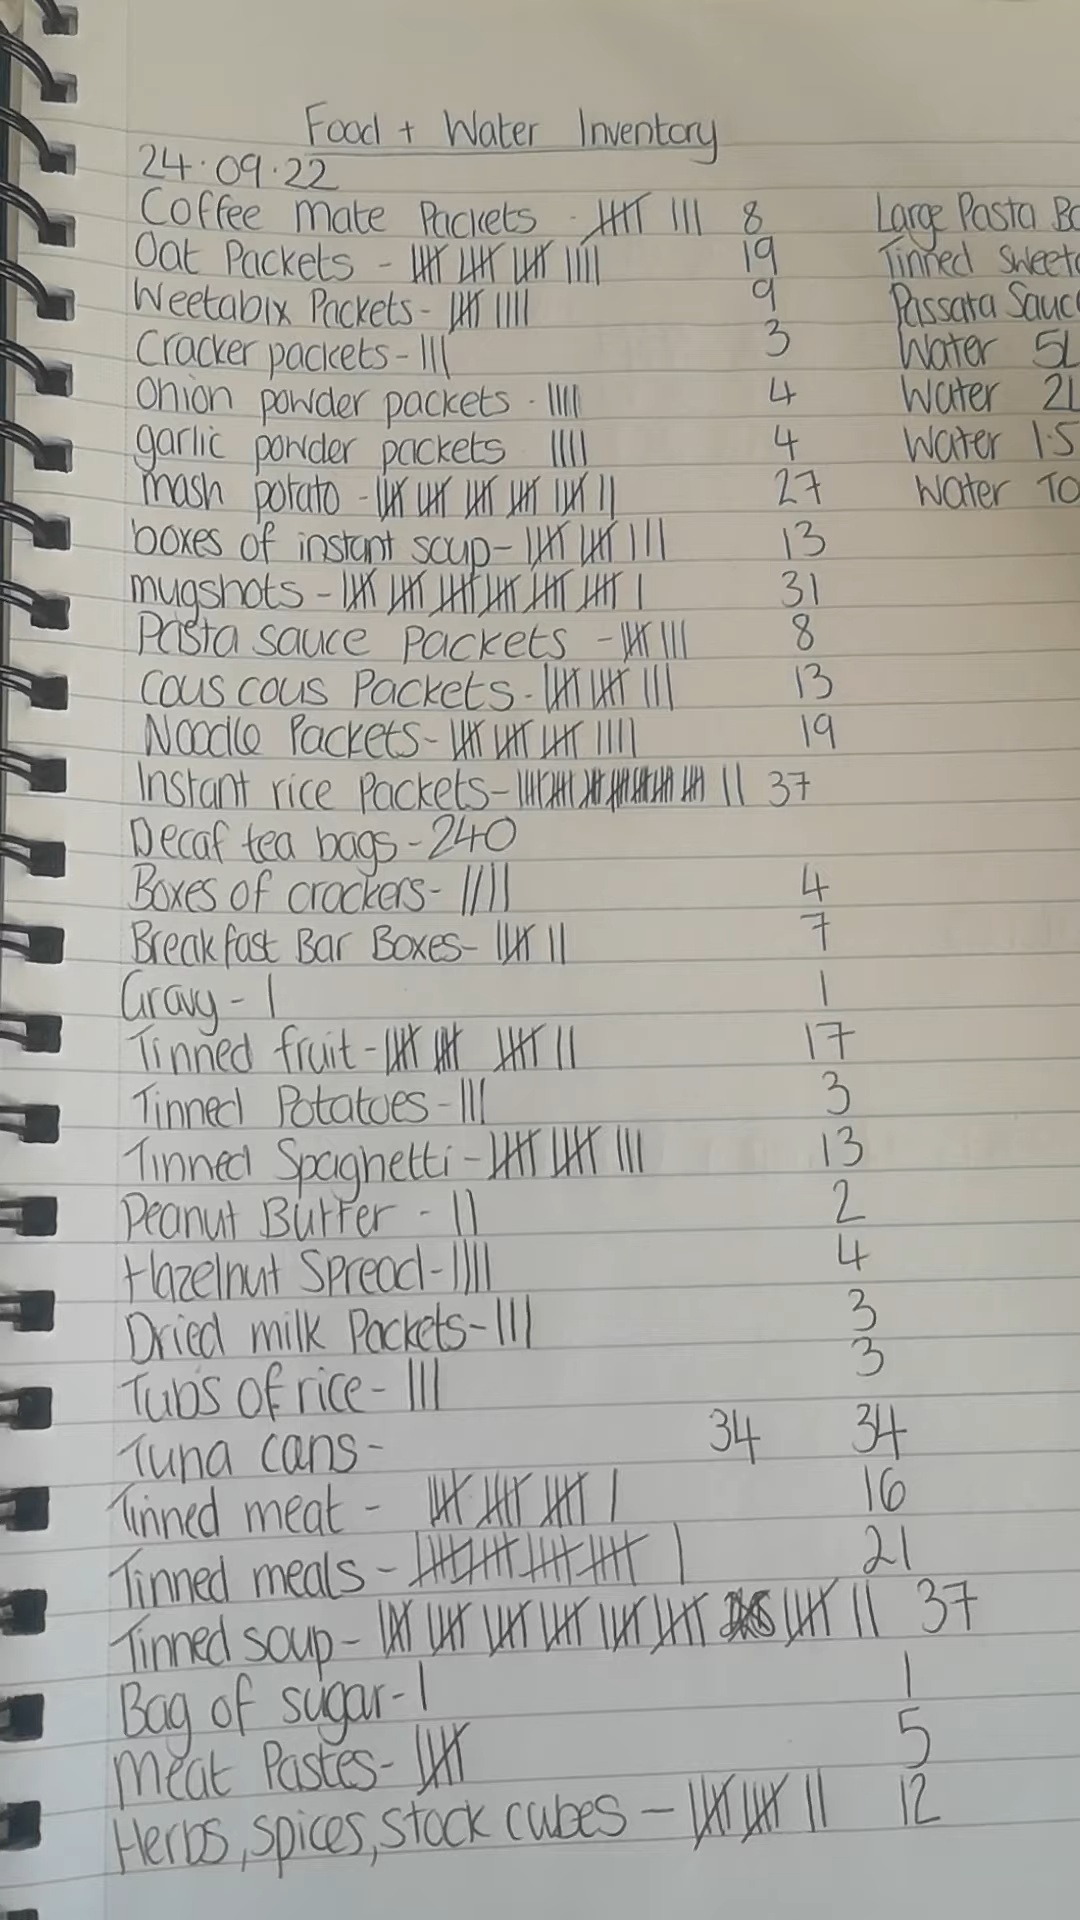 Food + Water Inventory
24.09.22
Coffee Mate Packets - 𝍸 ||| 8 Large Pasta
Oat Packets - 𝍸 𝍸 𝍸 |||| 19 Tinned
Weetabix Packets - 𝍸 |||| 9 Passata
Cracker packets - ||| 3 Water 5L
Onion powder packets - |||| 4 Water 2L
garlic powder packets |||| 4 Water 1.5
mash potato - 𝍸 𝍸 𝍸 𝍸 𝍸 || 27 Water
boxes of instant soup - 𝍸 𝍸 ||| 13
mugshots - 𝍸 𝍸 𝍸 𝍸 𝍸 𝍸 | 31
Pasta sauce Packets - 𝍸 ||| 8
Cous cous Packets - 𝍸 𝍸 ||| 13
Noodle Packets - 𝍸 𝍸 𝍸 |||| 19
Instant rice Packets - 𝍸 𝍸 𝍸 𝍸 𝍸 𝍸 𝍸 || 37
Decaf tea bags - 240
Boxes of crackers - |||| 4
Breakfast Bar Boxes - 𝍸 || 7
Gravy - | 1
Tinned fruit - 𝍸 𝍸 𝍸 || 17
Tinned Potatoes - ||| 3
Tinned Spaghetti - 𝍸 𝍸 ||| 13
Peanut Butter - || 2
Hazelnut Spread - |||| 4
Dried milk Packets - ||| 3
Tubs of rice - ||| 3
Tuna cans - 34 34
Tinned meat - 𝍸 𝍸 𝍸 | 16
Tinned meals - 𝍸 𝍸 𝍸 𝍸 | 21
Tinned soup - 𝍸 𝍸 𝍸 𝍸 𝍸 𝍸 𝍸 || 37
Bag of sugar - | 1
Meat Pastes - 𝍸 5
Herbs, spices, stock cubes - 𝍸 𝍸 || 12